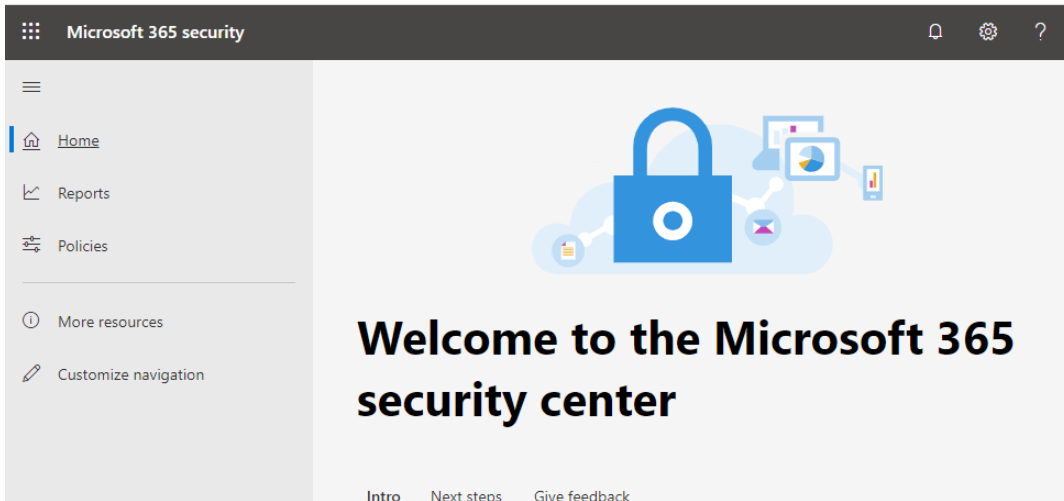 Microsoft 365 security
?
Home
Reports
Policies
More resources
Customize navigation
Welcome to the Microsoft 365
security center
Intro Next steps Give feedback